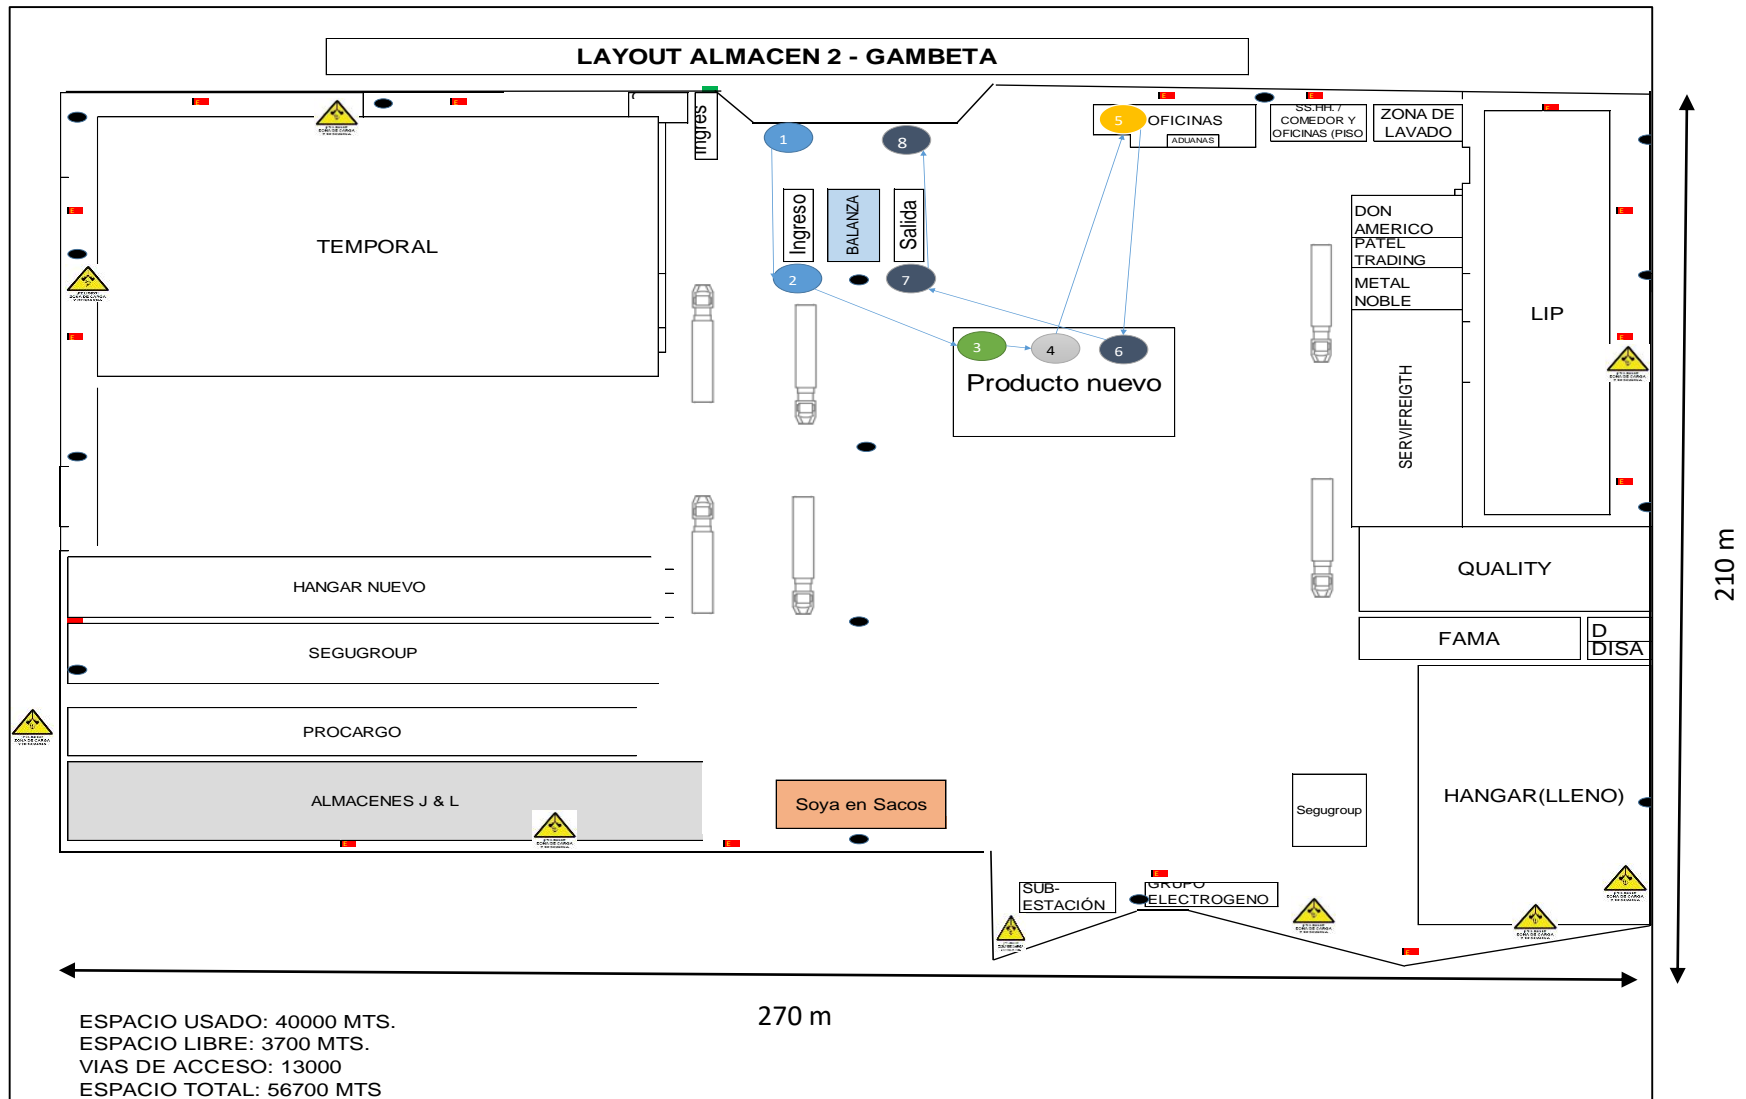 LAYOUT ALMACEN 2 - GAMBETA
Ingres
1
8
5
OFICINAS
ADUANAS
SS.HH. /
COMEDOR Y
OFICINAS (PISO
ZONA DE
LAVADO
TEMPORAL
Ingreso
BALANZA
Salida
2
7
3
4
6
Producto nuevo
DON
AMERICO
PATEL
TRADING
METAL
NOBLE
SERVIFREIGTH
LIP
QUALITY
FAMA
D
DISA
HANGAR NUEVO
SEGUGROUP
PROCARGO
ALMACENES J & L
Soya en Sacos
Segugroup
HANGAR(LLENO)
SUB-
ESTACIÓN
GRUPO
ELECTROGENO
210 m
270 m
ESPACIO USADO: 40000 MTS.
ESPACIO LIBRE: 3700 MTS.
VIAS DE ACCESO: 13000
ESPACIO TOTAL: 56700 MTS